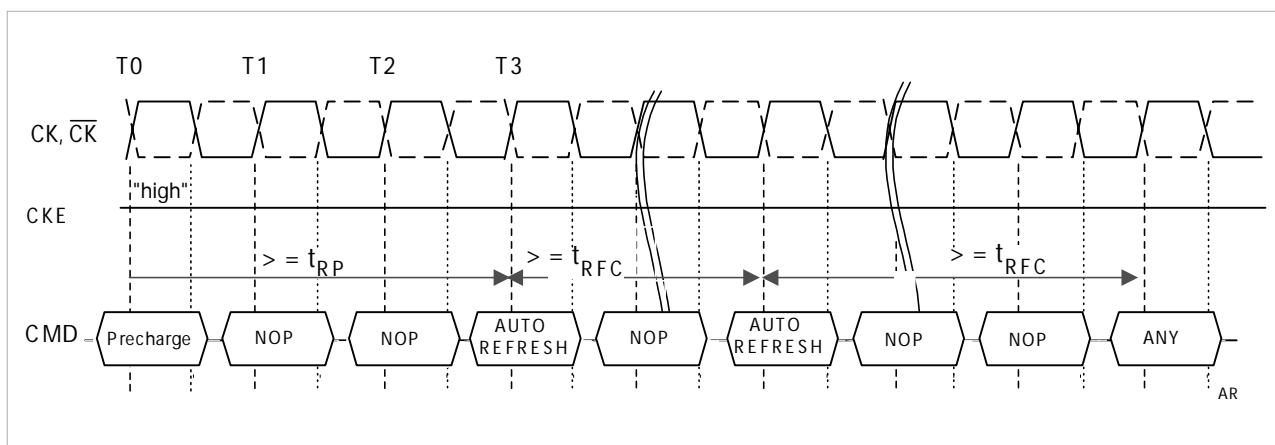 T0 T1 T2 T3
CK, C̅K̅
"high"
CKE
> = tRP > = tRFC > = tRFC
CMD Precharge NOP NOP AUTO REFRESH NOP AUTO REFRESH NOP NOP ANY
AR